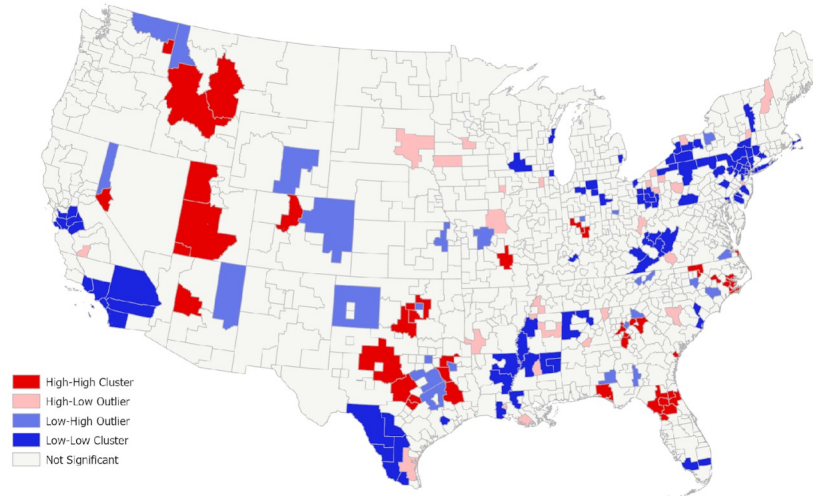 High-High Cluster
High-Low Outlier
Low-High Outlier
Low-Low Cluster
Not Significant